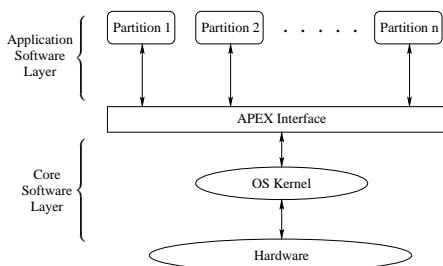 Application
Software
Layer
Partition 1
Partition 2
. . . . .
Partition n
APEX Interface
Core
Software
Layer
OS Kernel
Hardware